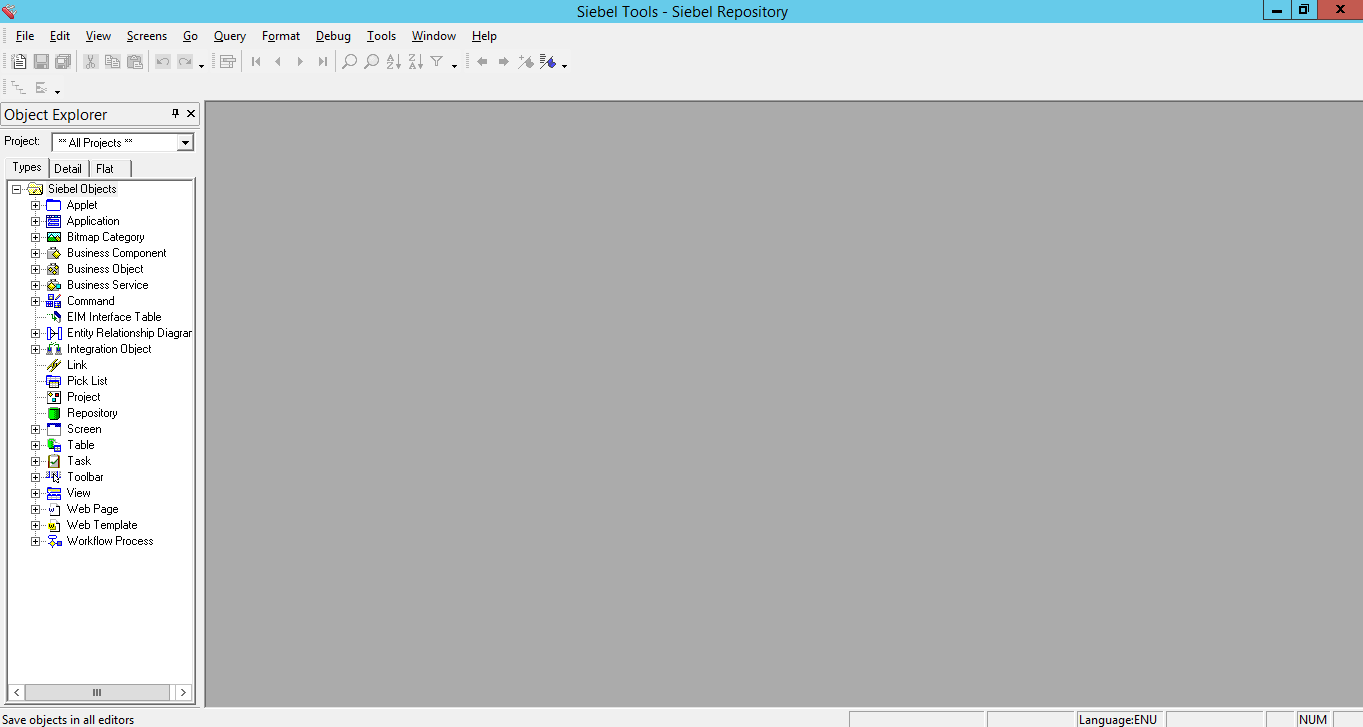 Siebel Tools - Siebel Repository
File Edit View Screens Go Query Format Debug Tools Window Help
Object Explorer
Project: ** All Projects **
Types Detail Flat
Siebel Objects
Applet
Application
Bitmap Category
Business Component
Business Object
Business Service
Command
EIM Interface Table
Entity Relationship Diagrar
Integration Object
Link
Pick List
Project
Repository
Screen
Table
Task
Toolbar
View
Web Page
Web Template
Workflow Process
Save objects in all editors Language:ENU NUM